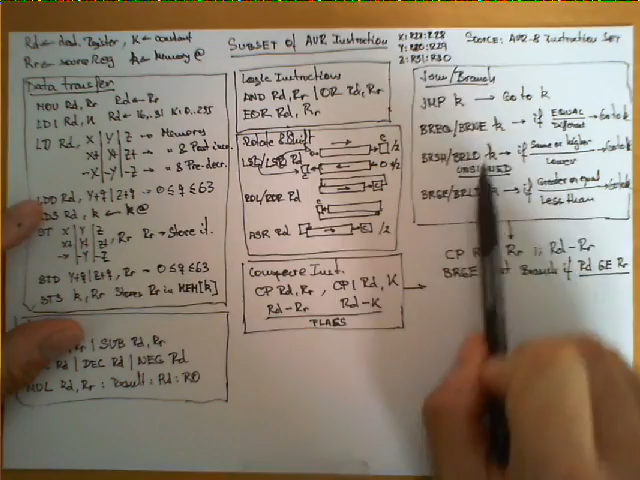 Rd ← dest. Register, K ← constant
Rr ← source Reg k ← Memory @
SUBSET OF AVR Instruction
X: R27:R28
Y: R20:R29
Z: R31:R30
SOURCE: AVR 8 Instruction SET
Data transfer
MOV Rd, Rr Rd ← Rr
LDI Rd, K Rd ← 16..31 K: 0..255
LD Rd, X | Y | Z → Memory
X+ | Y+ | Z+ → " & Post incr.
-X | -Y | -Z → " & Pre-decr.
LDD Rd, Y+q | Z+q → 0 ≤ q ≤ 63
LDS Rd, k ← k@
ST X | Y | Z
X+ | Y+ | Z+ , Rr Rr → Store it.
-Y | -Z
STD Y+q | Z+q, Rr → 0 ≤ q ≤ 63
STS k, Rr Stores Rr in MEM[k]
, Rr | SUB Rd, Rr
Rd | DEC Rd | NEG Rd
MUL Rd, Rr : Result : R1 : R0
Logic Instructions
AND Rd, Rr | OR Rd, Rr
EOR Rd, Rr
Rotate & Shift
LSL/LSR Rd
/2
ROL/ROR Rd
ASR Rd /2
Compare Inst.
CP Rd, Rr , CPI Rd, K
Rd - Rr Rd - K
FLAGS
Jump/Branch
JMP k → Go to k
BREQ/BRNE k → if EQUAL → Go to k
Different
BRSH/BRLO k → if Same or higher → Go to k
Lower
UNSIGNED
BRGE/BRLT k → if Greater or equal → Go to k
Less than
CP R Rr ; Rd - Rr
BRGE Branch if Rd GE Rr